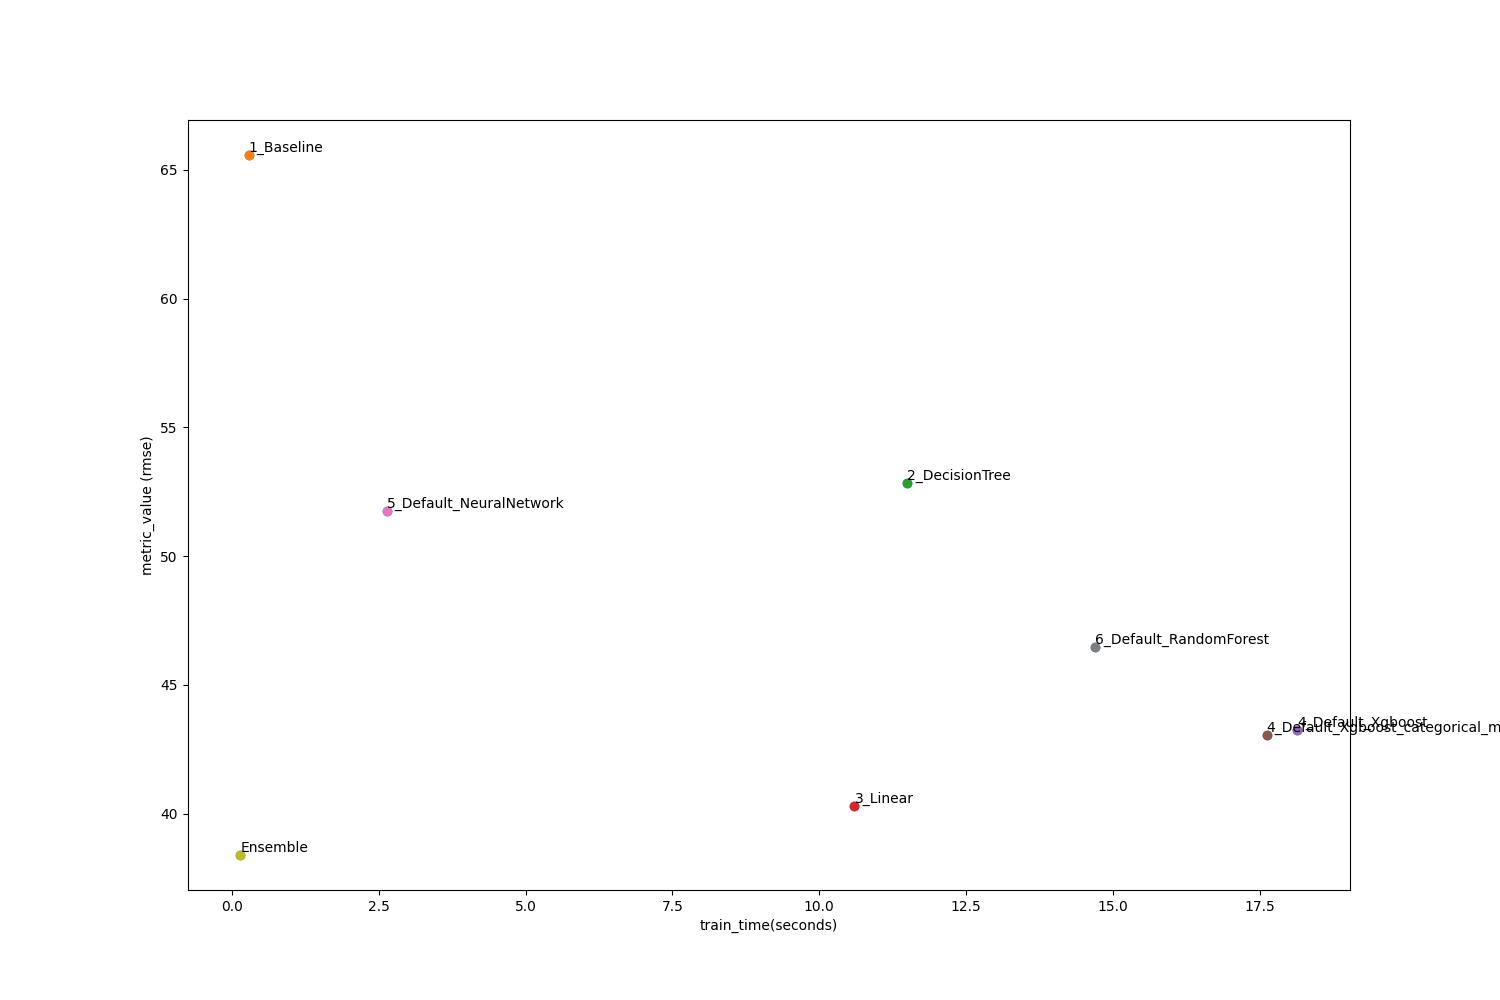 1_Baseline
65
60
55
2_DecisionTree
5_Default_NeuralNetwork
50
metric_value (rmse)
6_Default_RandomForest
45
4_Default_Xgboost
4_Default_Xgboost_categorical_m
3_Linear
40
Ensemble
0.0 2.5 5.0 7.5 10.0 12.5 15.0 17.5
train_time(seconds)